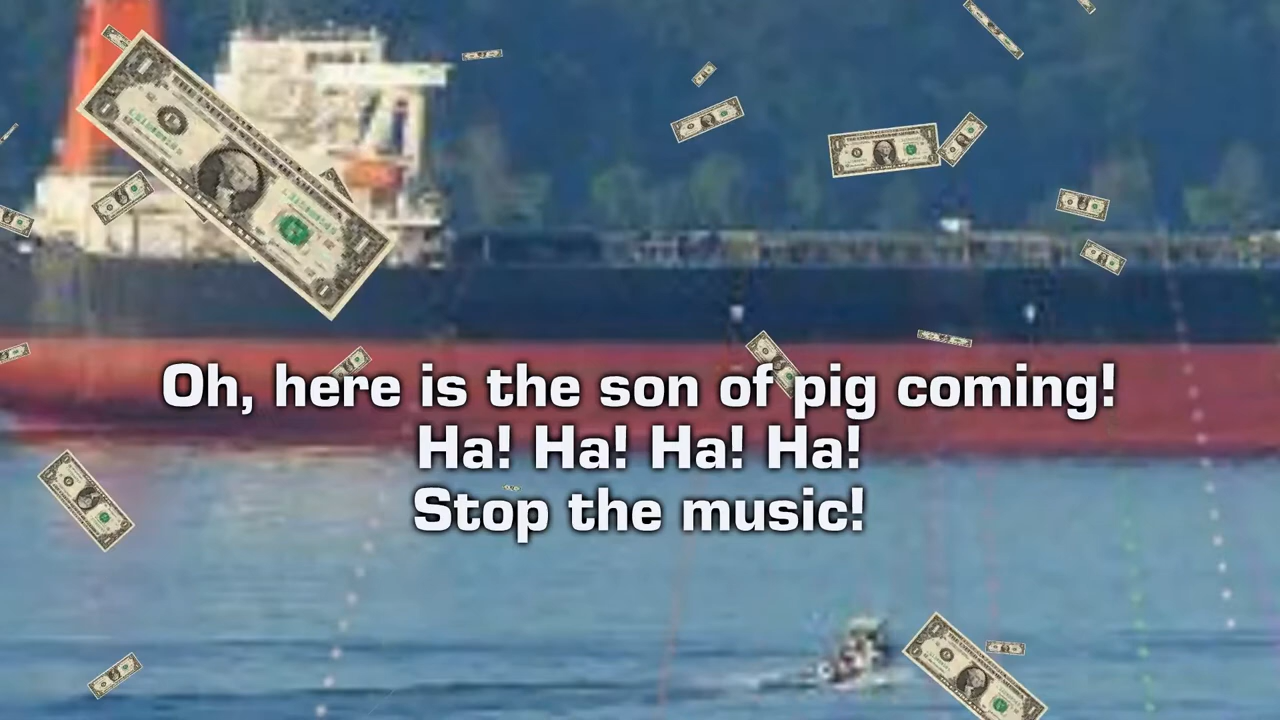 Oh, here is the son of pig coming!
Ha! Ha! Ha! Ha!
Stop the music!